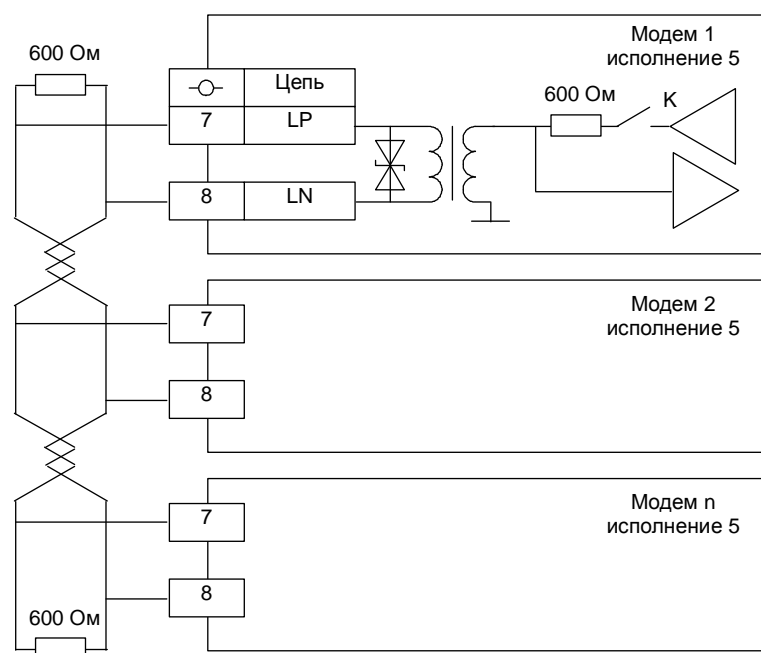 600 Ом
Модем 1
исполнение 5
Цепь
600 Ом
K
7 LP
8 LN
Модем 2
исполнение 5
7
8
Модем n
исполнение 5
7
8
600 Ом